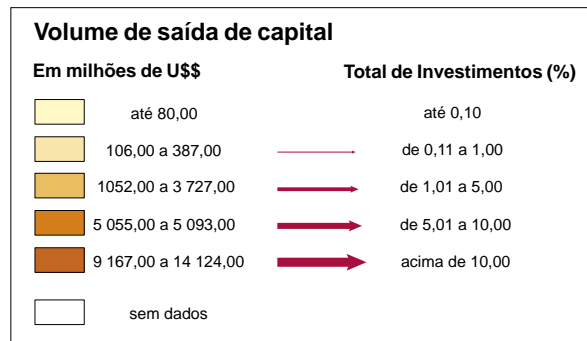 Volume de saída de capital
Em milhões de U$$ Total de Investimentos (%)
até 80,00 até 0,10
106,00 a 387,00 de 0,11 a 1,00
1052,00 a 3 727,00 de 1,01 a 5,00
5 055,00 a 5 093,00 de 5,01 a 10,00
9 167,00 a 14 124,00 acima de 10,00
sem dados